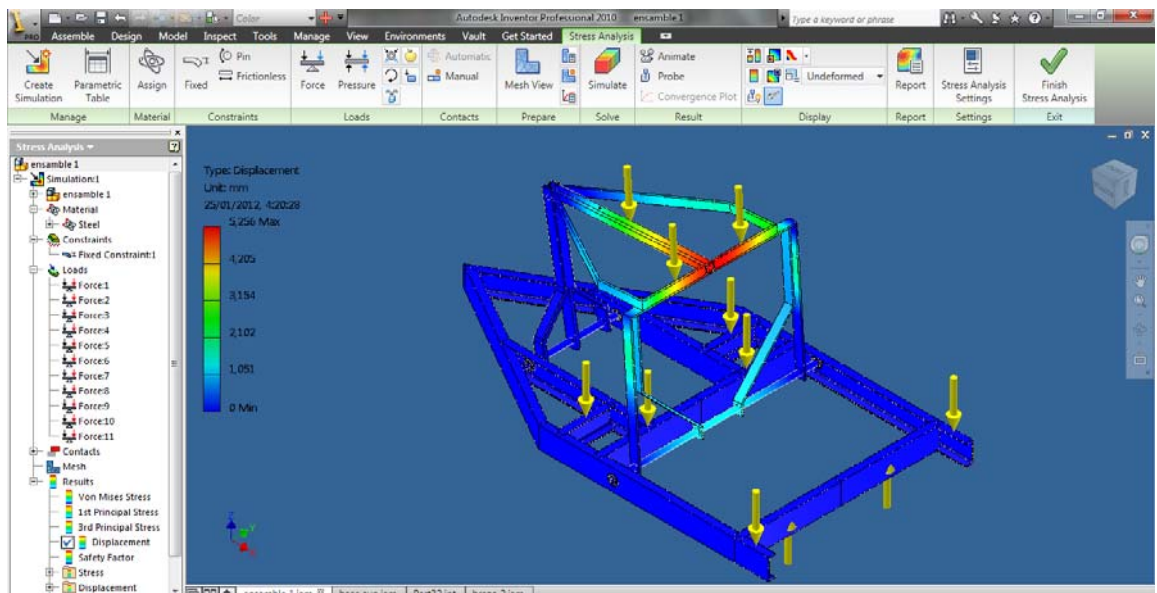 Color
Autodesk Inventor Professional 2010 ensamble 1
Type a keyword or phrase
PRO Assemble Design Model Inspect Tools Manage View Environments Vault Get Started Stress Analysis
Create Simulation
Parametric Table
Assign
Fixed
Pin
Frictionless
Force
Pressure
Automatic
Manual
Mesh View
Simulate
Animate
Probe
Convergence Plot
Undeformed
Report
Stress Analysis Settings
Finish Stress Analysis
Manage Material Constraints Loads Contacts Prepare Solve Result Display Report Settings Exit
Stress Analysis
ensamble 1
Simulation:1
ensamble 1
Material
Steel
Constraints
Fixed Constraint:1
Loads
Force:1
Force:2
Force:3
Force:4
Force:5
Force:6
Force:7
Force:8
Force:9
Force:10
Force:11
Contacts
Mesh
Results
Von Mises Stress
1st Principal Stress
3rd Principal Stress
Displacement
Safety Factor
Stress
Displacement
Type: Displacement
Unit: mm
25/01/2012, 4:20:28
5,256 Max
4,205
3,154
2,102
1,051
0 Min